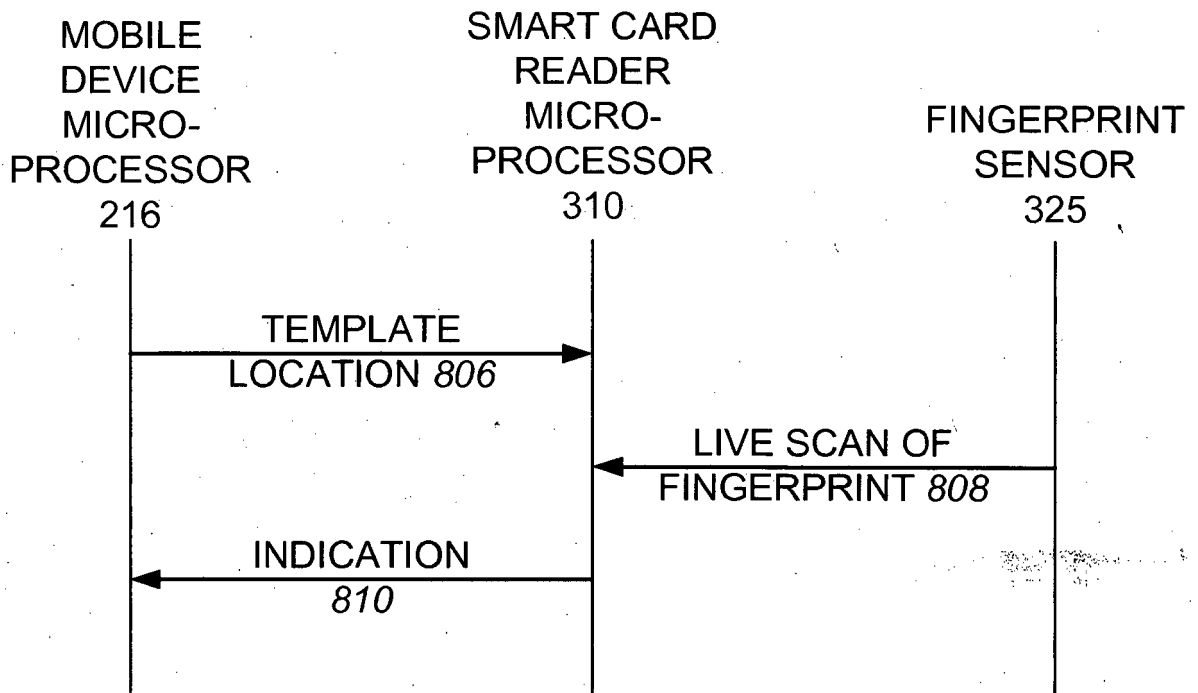 MOBILE
DEVICE
MICRO-
PROCESSOR
216
SMART CARD
READER
MICRO-
PROCESSOR
310
FINGERPRINT
SENSOR
325
TEMPLATE
LOCATION 806
LIVE SCAN OF
FINGERPRINT 808
INDICATION
810